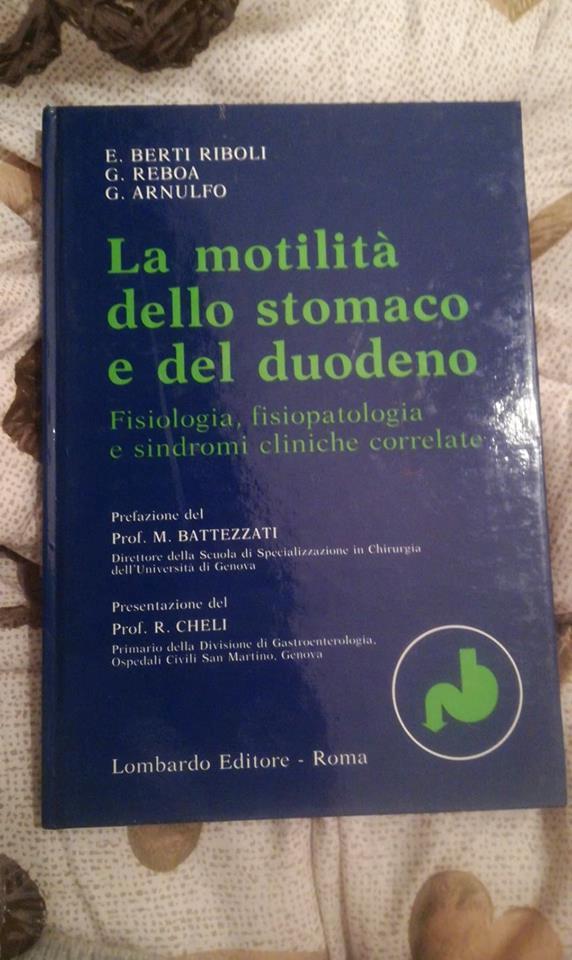 E. BERTI RIBOLI
G. REBOA
G. ARNULFO
La motilità
dello stomaco
e del duodeno
Fisiologia, fisiopatologia
e sindromi cliniche correlate
Prefazione del
Prof. M. BATTEZZATI
Direttore della Scuola di Specializzazione in Chirurgia
dell'Università di Genova
Presentazione del
Prof. R. CHELI
Primario della Divisione di Gastroenterologia,
Ospedali Civili San Martino, Genova
Lombardo Editore - Roma